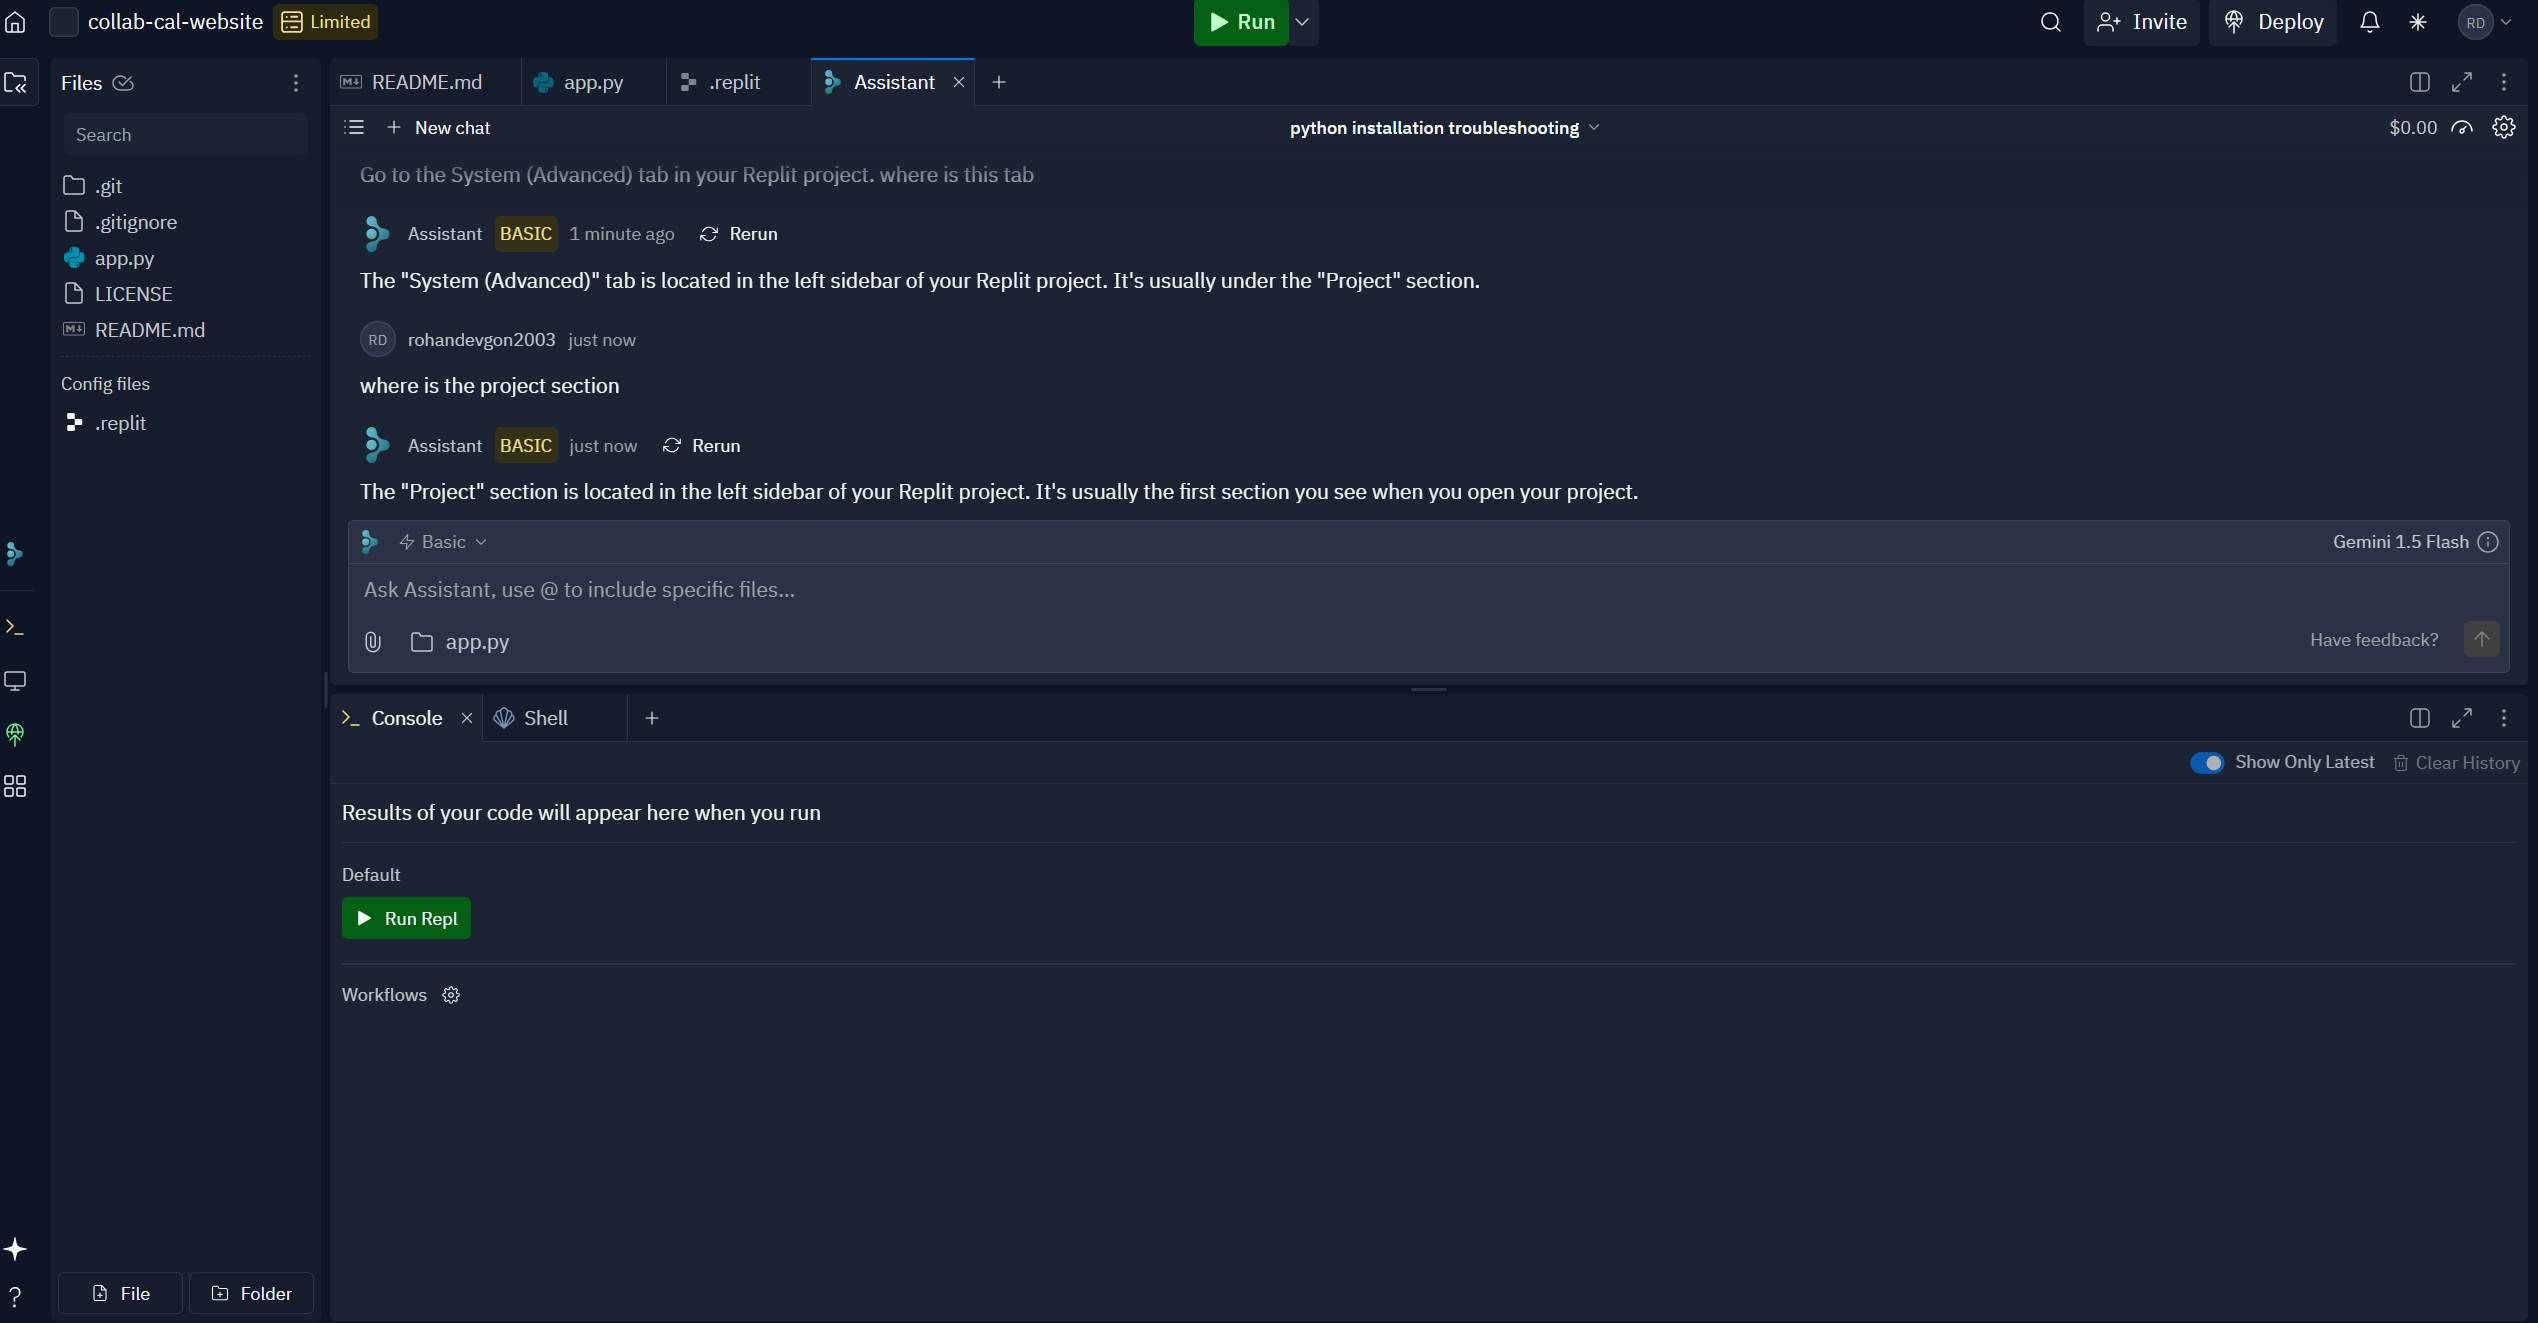 collab-cal-website Limited Run Invite Deploy RD
Files
README.md app.py .replit Assistant
Search
New chat python installation troubleshooting $0.00
.git
.gitignore
app.py
LICENSE
README.md
Config files
.replit
Go to the System (Advanced) tab in your Replit project. where is this tab
Assistant BASIC 1 minute ago Rerun
The "System (Advanced)" tab is located in the left sidebar of your Replit project. It's usually under the "Project" section.
RD rohandevgon2003 just now
where is the project section
Assistant BASIC just now Rerun
The "Project" section is located in the left sidebar of your Replit project. It's usually the first section you see when you open your project.
Basic Gemini 1.5 Flash
Ask Assistant, use @ to include specific files...
app.py Have feedback?
Console Shell
Show Only Latest Clear History
Results of your code will appear here when you run
Default
Run Repl
Workflows
File Folder